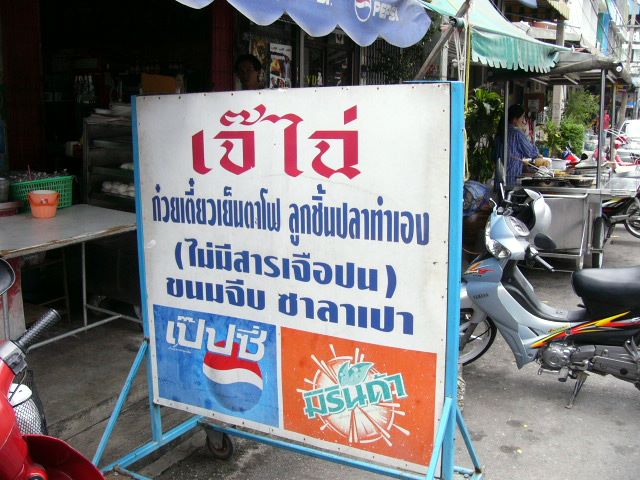 PEPSI
เจ๊ไฉ่
ก๋วยเตี๋ยวเย็นตาโฟ ลูกชิ้นปลาทำเอง
(ไม่มีสารเจือปน)
ขนมจีบ ซาลาเปา
เป๊ปซี่
มิรินด้า
YAMAHA